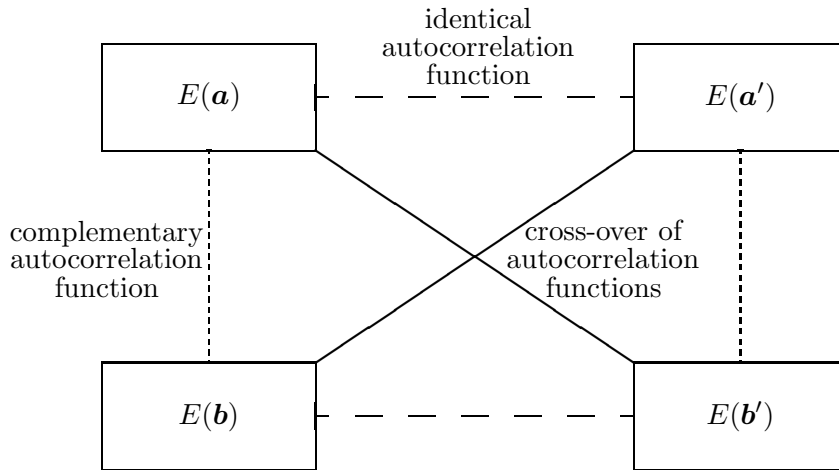 identical
autocorrelation
function
E(a)
E(a′)
complementary
autocorrelation
function
cross-over of
autocorrelation
functions
E(b)
E(b′)